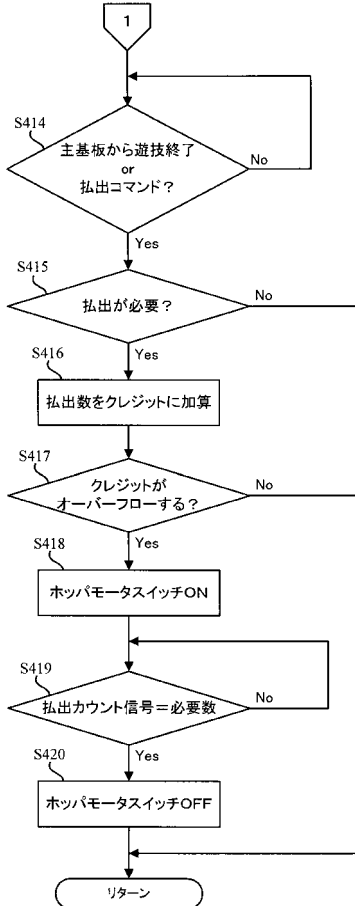 1
S414
主基板から遊技終了
or
払出コマンド？
No
Yes
S415
払出が必要？
No
Yes
S416
払出数をクレジットに加算
S417
クレジットが
オーバーフローする？
No
Yes
S418
ホッパモータスイッチON
S419
払出カウント信号＝必要数
No
Yes
S420
ホッパモータスイッチOFF
リターン